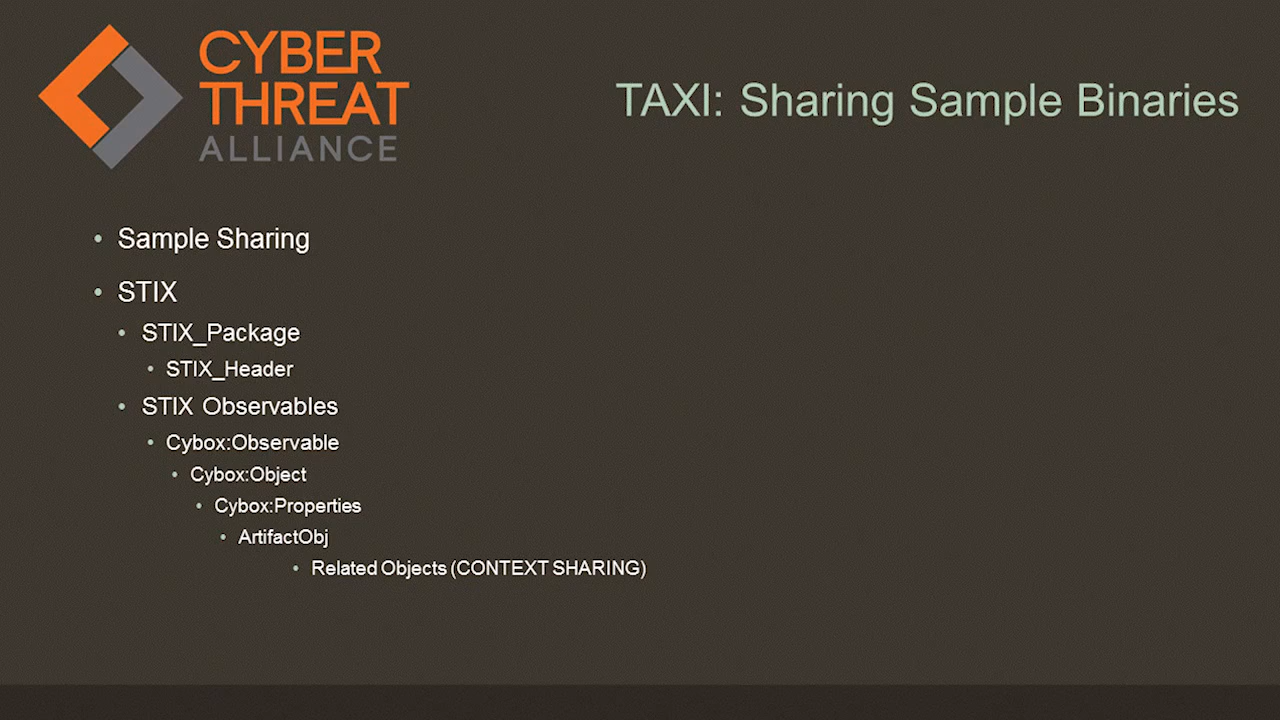 CYBER
THREAT
ALLIANCE
TAXI: Sharing Sample Binaries
• Sample Sharing
• STIX
• STIX_Package
• STIX_Header
• STIX Observables
• Cybox:Observable
• Cybox:Object
• Cybox:Properties
• ArtifactObj
• Related Objects (CONTEXT SHARING)